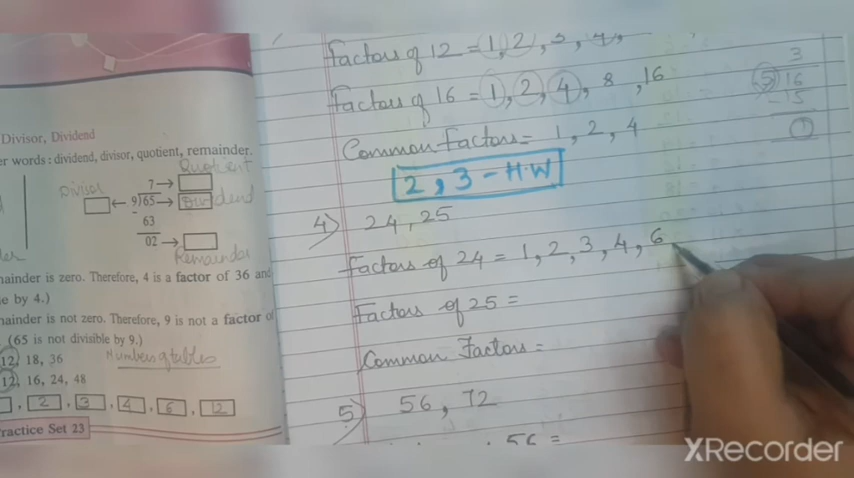 Divisor, Dividend
er words : dividend, divisor, quotient, remainder.
Quotient
7
Divisor
9)65
Dividend
63
02
Remainder
mainder is zero. Therefore, 4 is a factor of 36 and
e by 4.)
mainder is not zero. Therefore, 9 is not a factor of
(65 is not divisible by 9.)
12, 18, 36
Numbers of tables
12, 16, 24, 48
, 2 , 3 , 4 , 6 , 12
ractice Set 23
Factors of 12 = 1, 2, 3, 4,
Factors of 16 = 1, 2, 4, 8, 16
3
5) 16
- 15
1
Common Factors = 1, 2, 4
2, 3 - H.W
4) 24, 25
Factors of 24 = 1, 2, 3, 4, 6
Factors of 25 =
Common Factors =
5) 56, 72
56 =
XRecorder